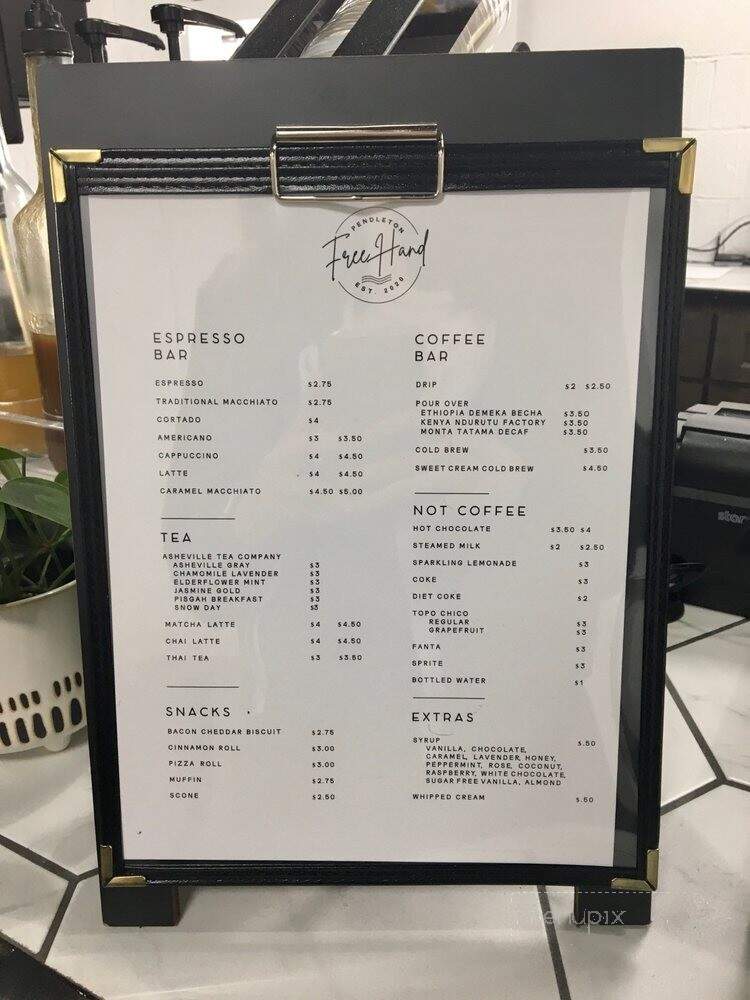 PENDLETON
FreeHand
EST. 2020
ESPRESSO
BAR
ESPRESSO $2.75
TRADITIONAL MACCHIATO $2.75
CORTADO $4
AMERICANO $3 $3.50
CAPPUCCINO $4 $4.50
LATTE $4 $4.50
CARAMEL MACCHIATO $4.50 $5.00
TEA
ASHEVILLE TEA COMPANY
ASHEVILLE GRAY $3
CHAMOMILE LAVENDER $3
ELDERFLOWER MINT $3
JASMINE GOLD $3
PISGAH BREAKFAST $3
SNOW DAY $3
MATCHA LATTE $4 $4.50
CHAI LATTE $4 $4.50
THAI TEA $3 $3.50
SNACKS
BACON CHEDDAR BISCUIT $2.75
CINNAMON ROLL $3.00
PIZZA ROLL $3.00
MUFFIN $2.75
SCONE $2.50
COFFEE
BAR
DRIP $2 $2.50
POUR OVER
ETHIOPIA DEMEKA BECHA $3.50
KENYA NDURUTU FACTORY $3.50
MONTA TATAMA DECAF $3.50
COLD BREW $3.50
SWEET CREAM COLD BREW $4.50
NOT COFFEE
HOT CHOCOLATE $3.50 $4
STEAMED MILK $2 $2.50
SPARKLING LEMONADE $3
COKE $3
DIET COKE $2
TOPO CHICO
REGULAR $3
GRAPEFRUIT $3
FANTA $3
SPRITE $3
BOTTLED WATER $1
EXTRAS
SYRUP $.50
VANILLA, CHOCOLATE,
CARAMEL, LAVENDER, HONEY,
PEPPERMINT, ROSE, COCONUT,
RASPBERRY, WHITE CHOCOLATE,
SUGAR FREE VANILLA, ALMOND
WHIPPED CREAM $.50
star
menupix